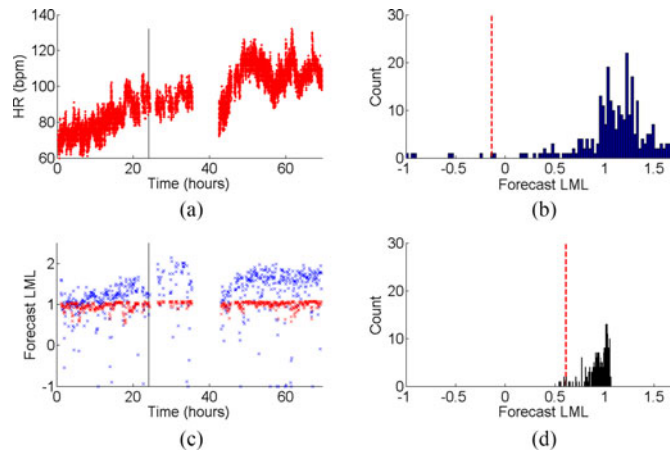 140
120
100
80
60
HR (bpm)
0 20 40 60
Time (hours)
(a)
30
20
10
0
Count
-1 -0.5 0 0.5 1 1.5
Forecast LML
(b)
2
1
0
-1
Forecast LML
0 20 40 60
Time (hours)
(c)
30
20
10
0
Count
-1 -0.5 0 0.5 1 1.5
Forecast LML
(d)